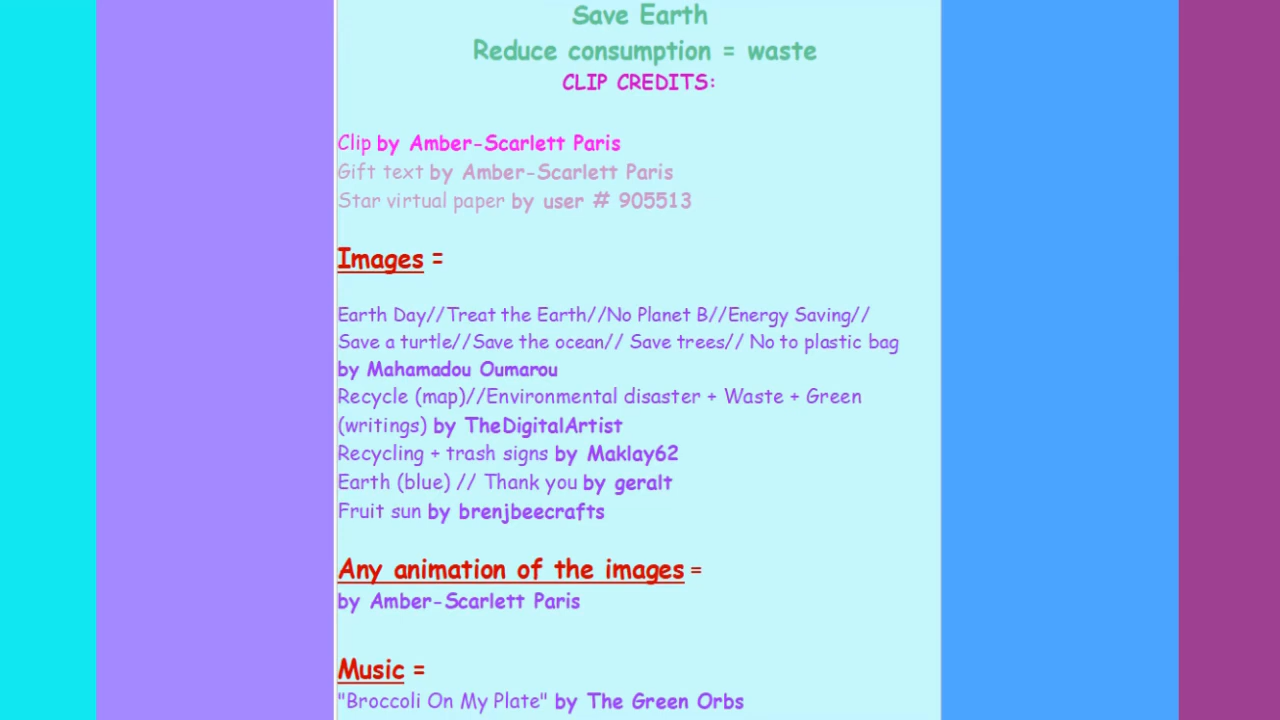 Save Earth
Reduce consumption = waste
CLIP CREDITS:
Clip by Amber-Scarlett Paris
Gift text by Amber-Scarlett Paris
Star virtual paper by user # 905513
Images =
Earth Day//Treat the Earth//No Planet B//Energy Saving//
Save a turtle//Save the ocean// Save trees// No to plastic bag
by Mahamadou Oumarou
Recycle (map)//Environmental disaster + Waste + Green
(writings) by TheDigitalArtist
Recycling + trash signs by Maklay62
Earth (blue) // Thank you by geralt
Fruit sun by brenjbeecrafts
Any animation of the images =
by Amber-Scarlett Paris
Music =
"Broccoli On My Plate" by The Green Orbs